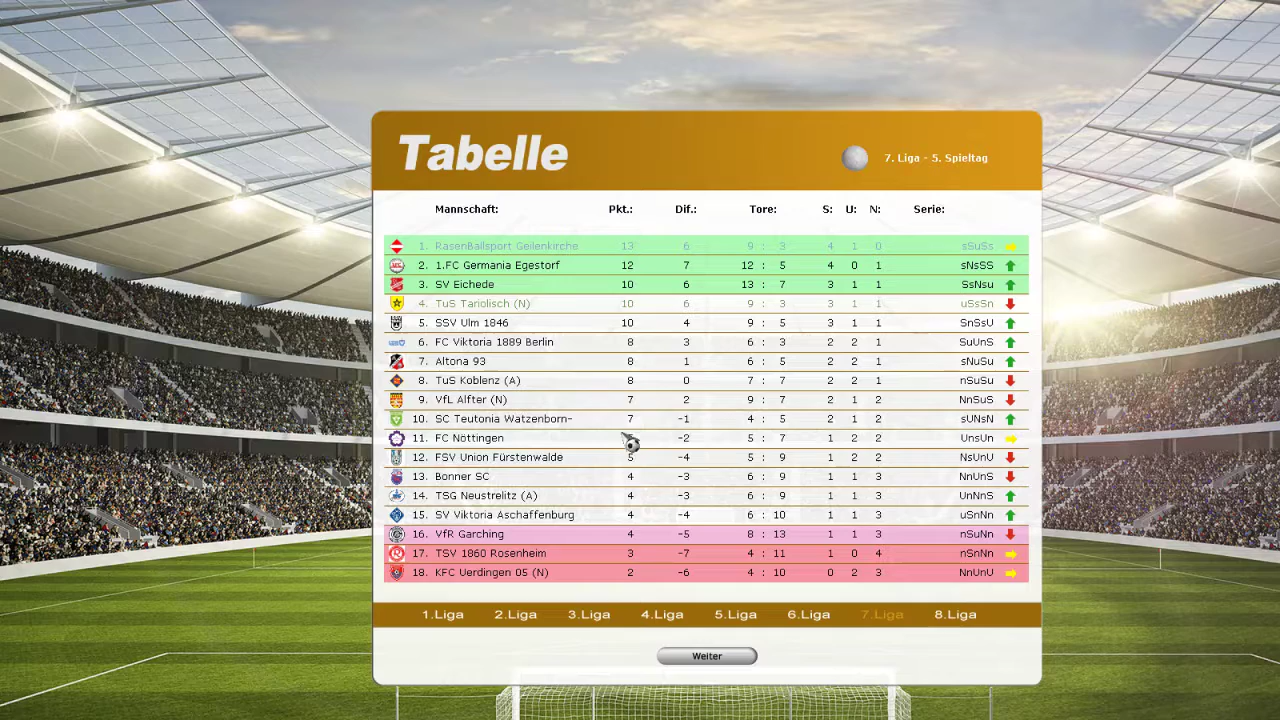 Tabelle
7. Liga - 5. Spieltag
Mannschaft: Pkt.: Dif.: Tore: S: U: N: Serie:
1. RasenBallsport Geilenkirche 13 6 9 : 3 4 1 0 sSuSs
2. 1.FC Germania Egestorf 12 7 12 : 5 4 0 1 sNsSS
3. SV Eichede 10 6 13 : 7 3 1 1 SsNsu
4. TuS Tariolisch (N) 10 6 9 : 3 3 1 1 uSsSn
5. SSV Ulm 1846 10 4 9 : 5 3 1 1 SnSsU
6. FC Viktoria 1889 Berlin 8 3 6 : 3 2 2 1 SuUnS
7. Altona 93 8 1 6 : 5 2 2 1 sNuSu
8. TuS Koblenz (A) 8 0 7 : 7 2 2 1 nSuSu
9. VfL Alfter (N) 7 2 9 : 7 2 1 2 NnSuS
10. SC Teutonia Watzenborn- 7 -1 4 : 5 2 1 2 sUNsN
11. FC Nöttingen -2 5 : 7 1 2 2 UnsUn
12. FSV Union Fürstenwalde 5 -4 5 : 9 1 2 2 NsUnU
13. Bonner SC 4 -3 6 : 9 1 1 3 NnUnS
14. TSG Neustrelitz (A) 4 -3 6 : 9 1 1 3 UnNnS
15. SV Viktoria Aschaffenburg 4 -4 6 : 10 1 1 3 uSnNn
16. VfR Garching 4 -5 8 : 13 1 1 3 nSuNn
17. TSV 1860 Rosenheim 3 -7 4 : 11 1 0 4 nSnNn
18. KFC Uerdingen 05 (N) 2 -6 4 : 10 0 2 3 NnUnU
1.Liga 2.Liga 3.Liga 4.Liga 5.Liga 6.Liga 7.Liga 8.Liga
Weiter